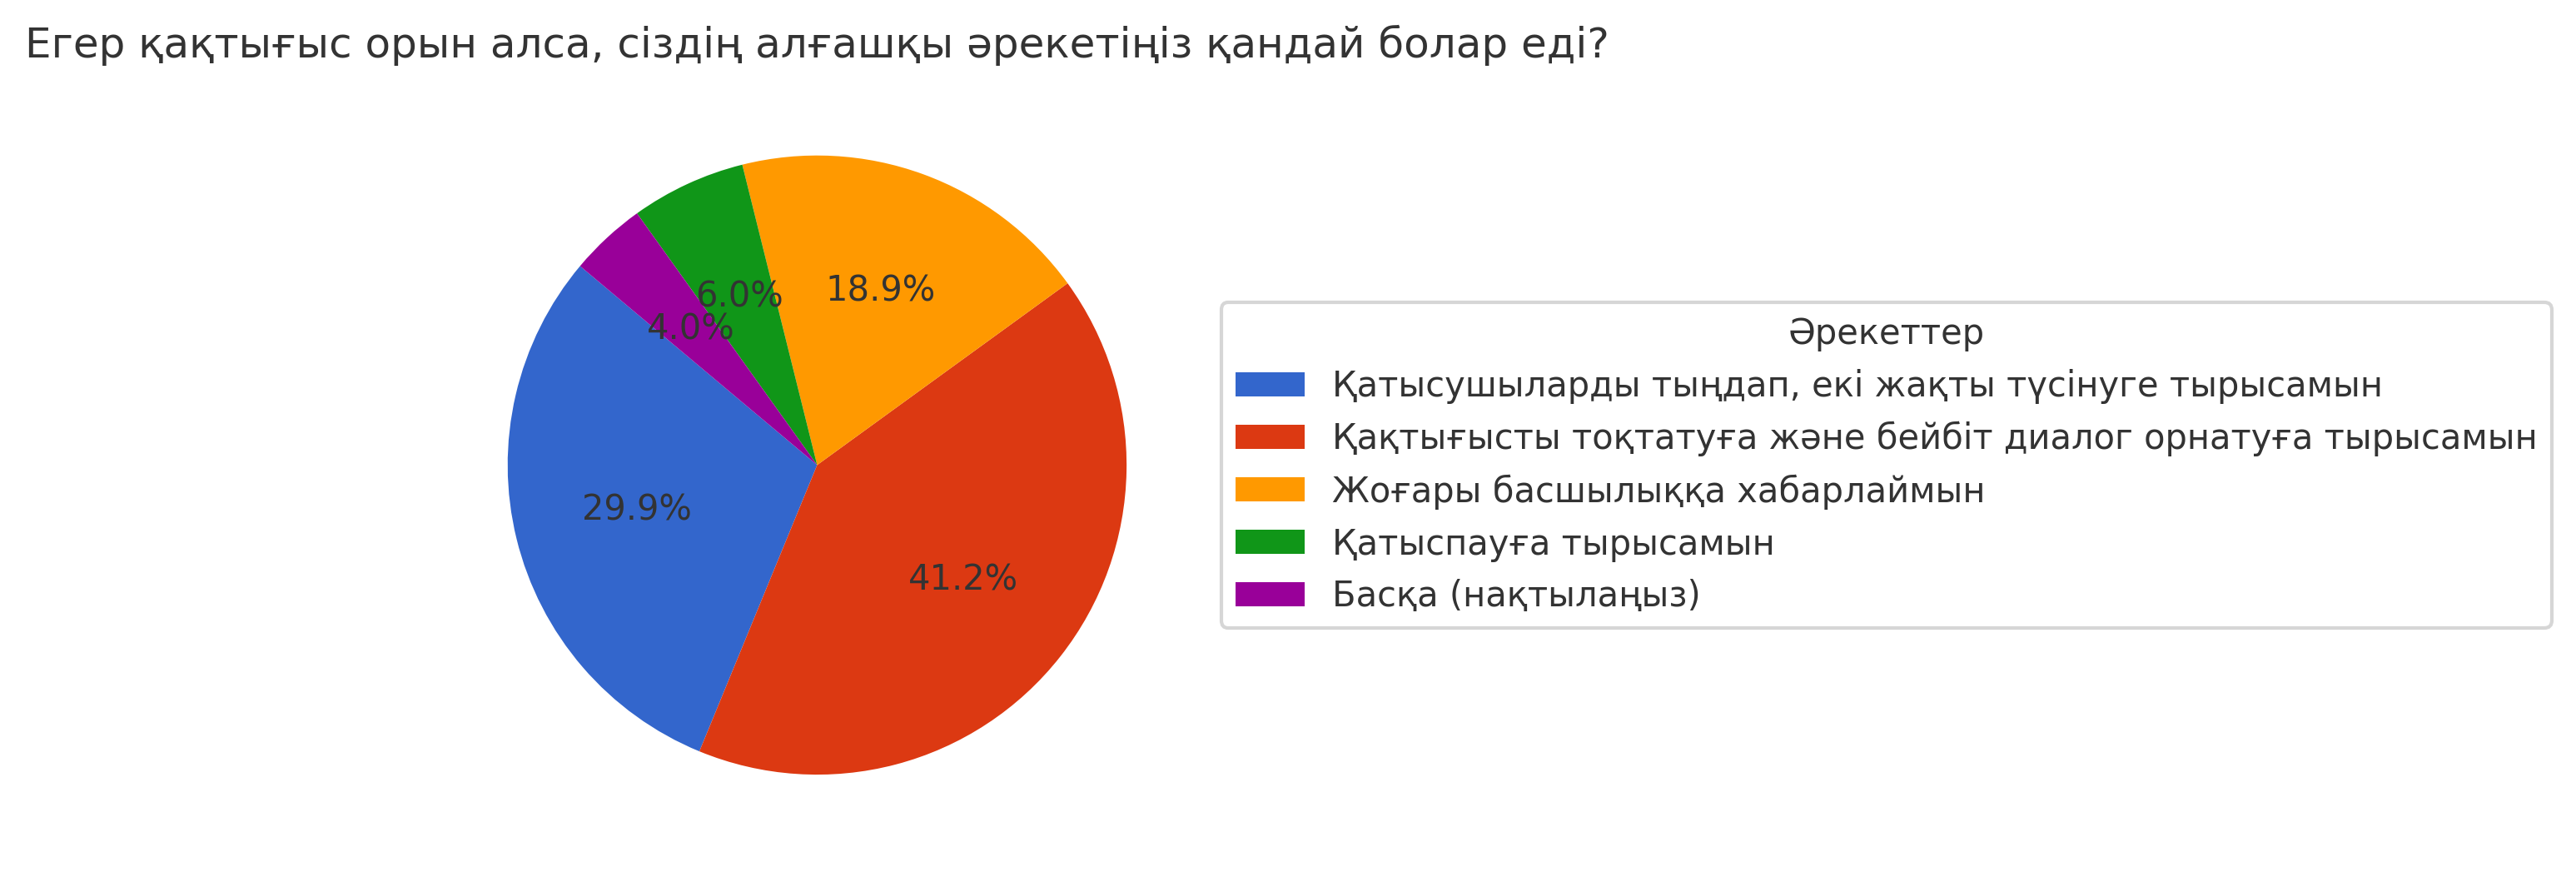 Егер қақтығыс орын алса, сіздің алғашқы әрекетіңіз қандай болар еді?
6.0%
18.9%
4.0%
29.9%
41.2%
Әрекеттер
Қатысушыларды тыңдап, екі жақты түсінуге тырысамын
Қақтығысты тоқтатуға және бейбіт диалог орнатуға тырысамын
Жоғары басшылыққа хабарлаймын
Қатыспауға тырысамын
Басқа (нақтылаңыз)